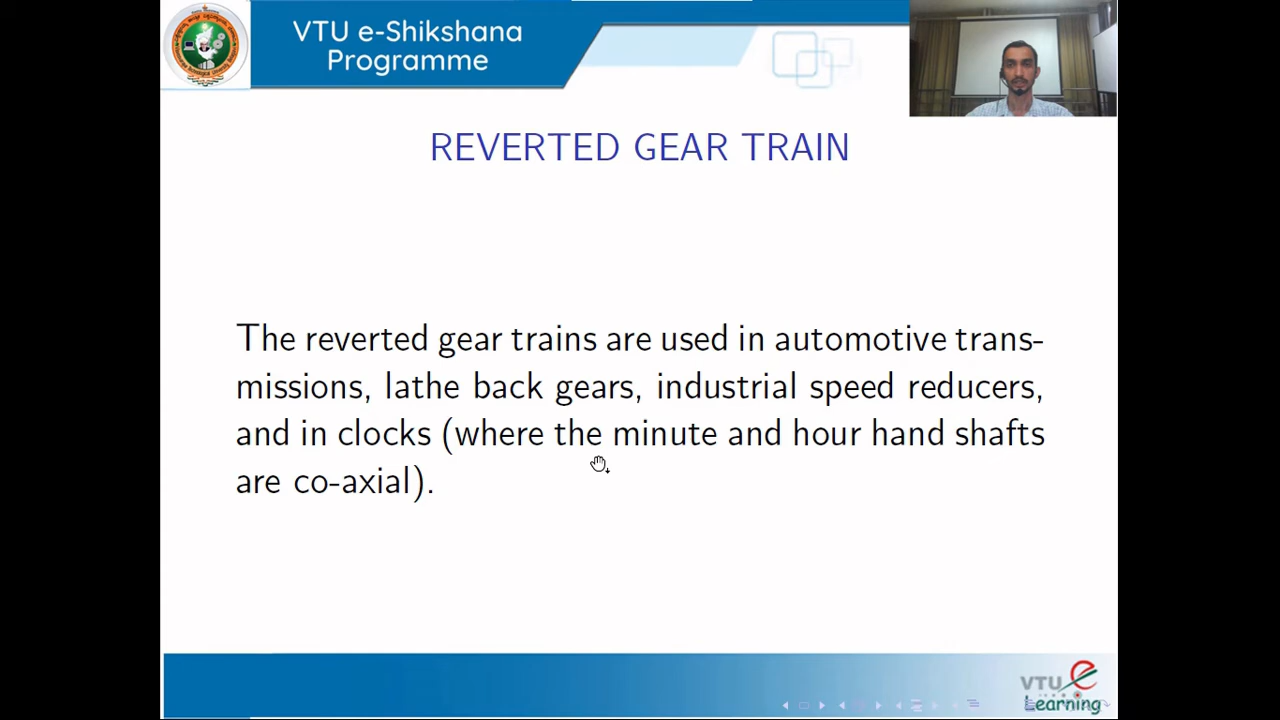 VTU e-Shikshana
Programme
REVERTED GEAR TRAIN
The reverted gear trains are used in automotive trans-
missions, lathe back gears, industrial speed reducers,
and in clocks (where the minute and hour hand shafts
are co-axial).
VTU
Learning